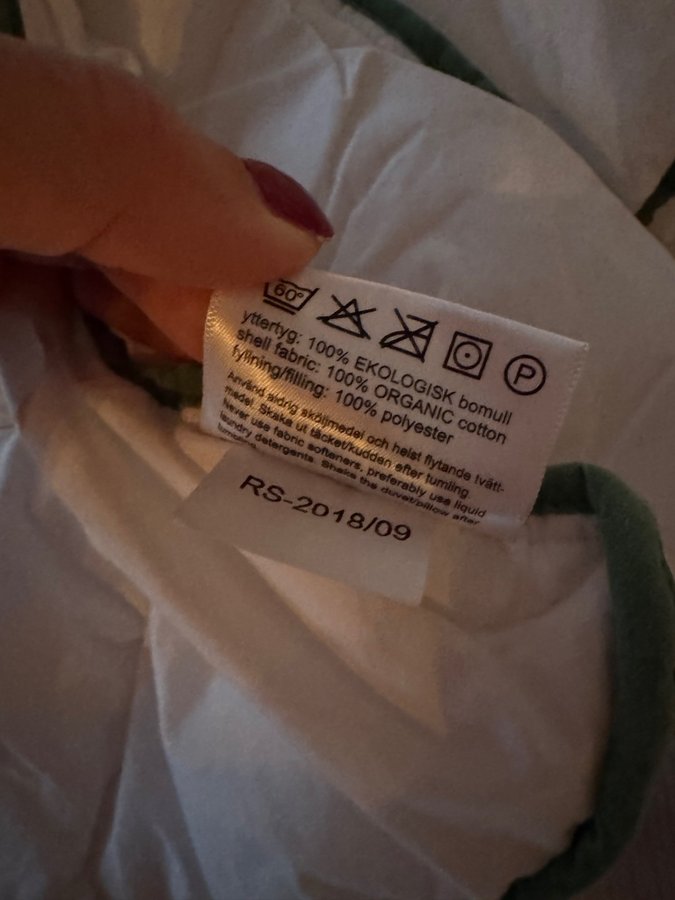 60°
P
yttertyg: 100% EKOLOGISK bomull
shell fabric: 100% ORGANIC cotton
fyllning/filling: 100% polyester
Använd aldrig sköljmedel och helst flytande tvätt-
medel. Skaka ut täcket/kudden efter tumling.
Never use fabric softeners, preferably use liquid
laundry detergents. Shake the duvet/pillow after
RS-2018/09